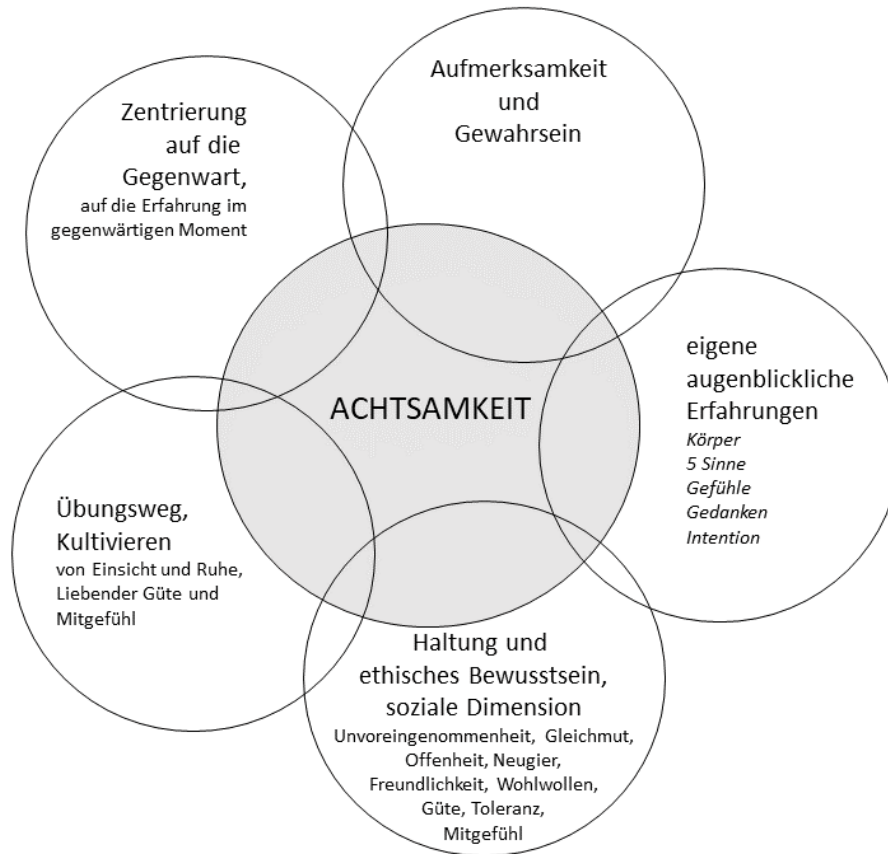 Zentrierung
auf die
Gegenwart,
auf die Erfahrung im
gegenwärtigen Moment
Aufmerksamkeit
und
Gewahrsein
ACHTSAMKEIT
eigene
augenblickliche
Erfahrungen
Körper
5 Sinne
Gefühle
Gedanken
Intention
Übungsweg,
Kultivieren
von Einsicht und Ruhe,
Liebender Güte und
Mitgefühl
Haltung und
ethisches Bewusstsein,
soziale Dimension
Unvoreingenommenheit, Gleichmut,
Offenheit, Neugier,
Freundlichkeit, Wohlwollen,
Güte, Toleranz,
Mitgefühl